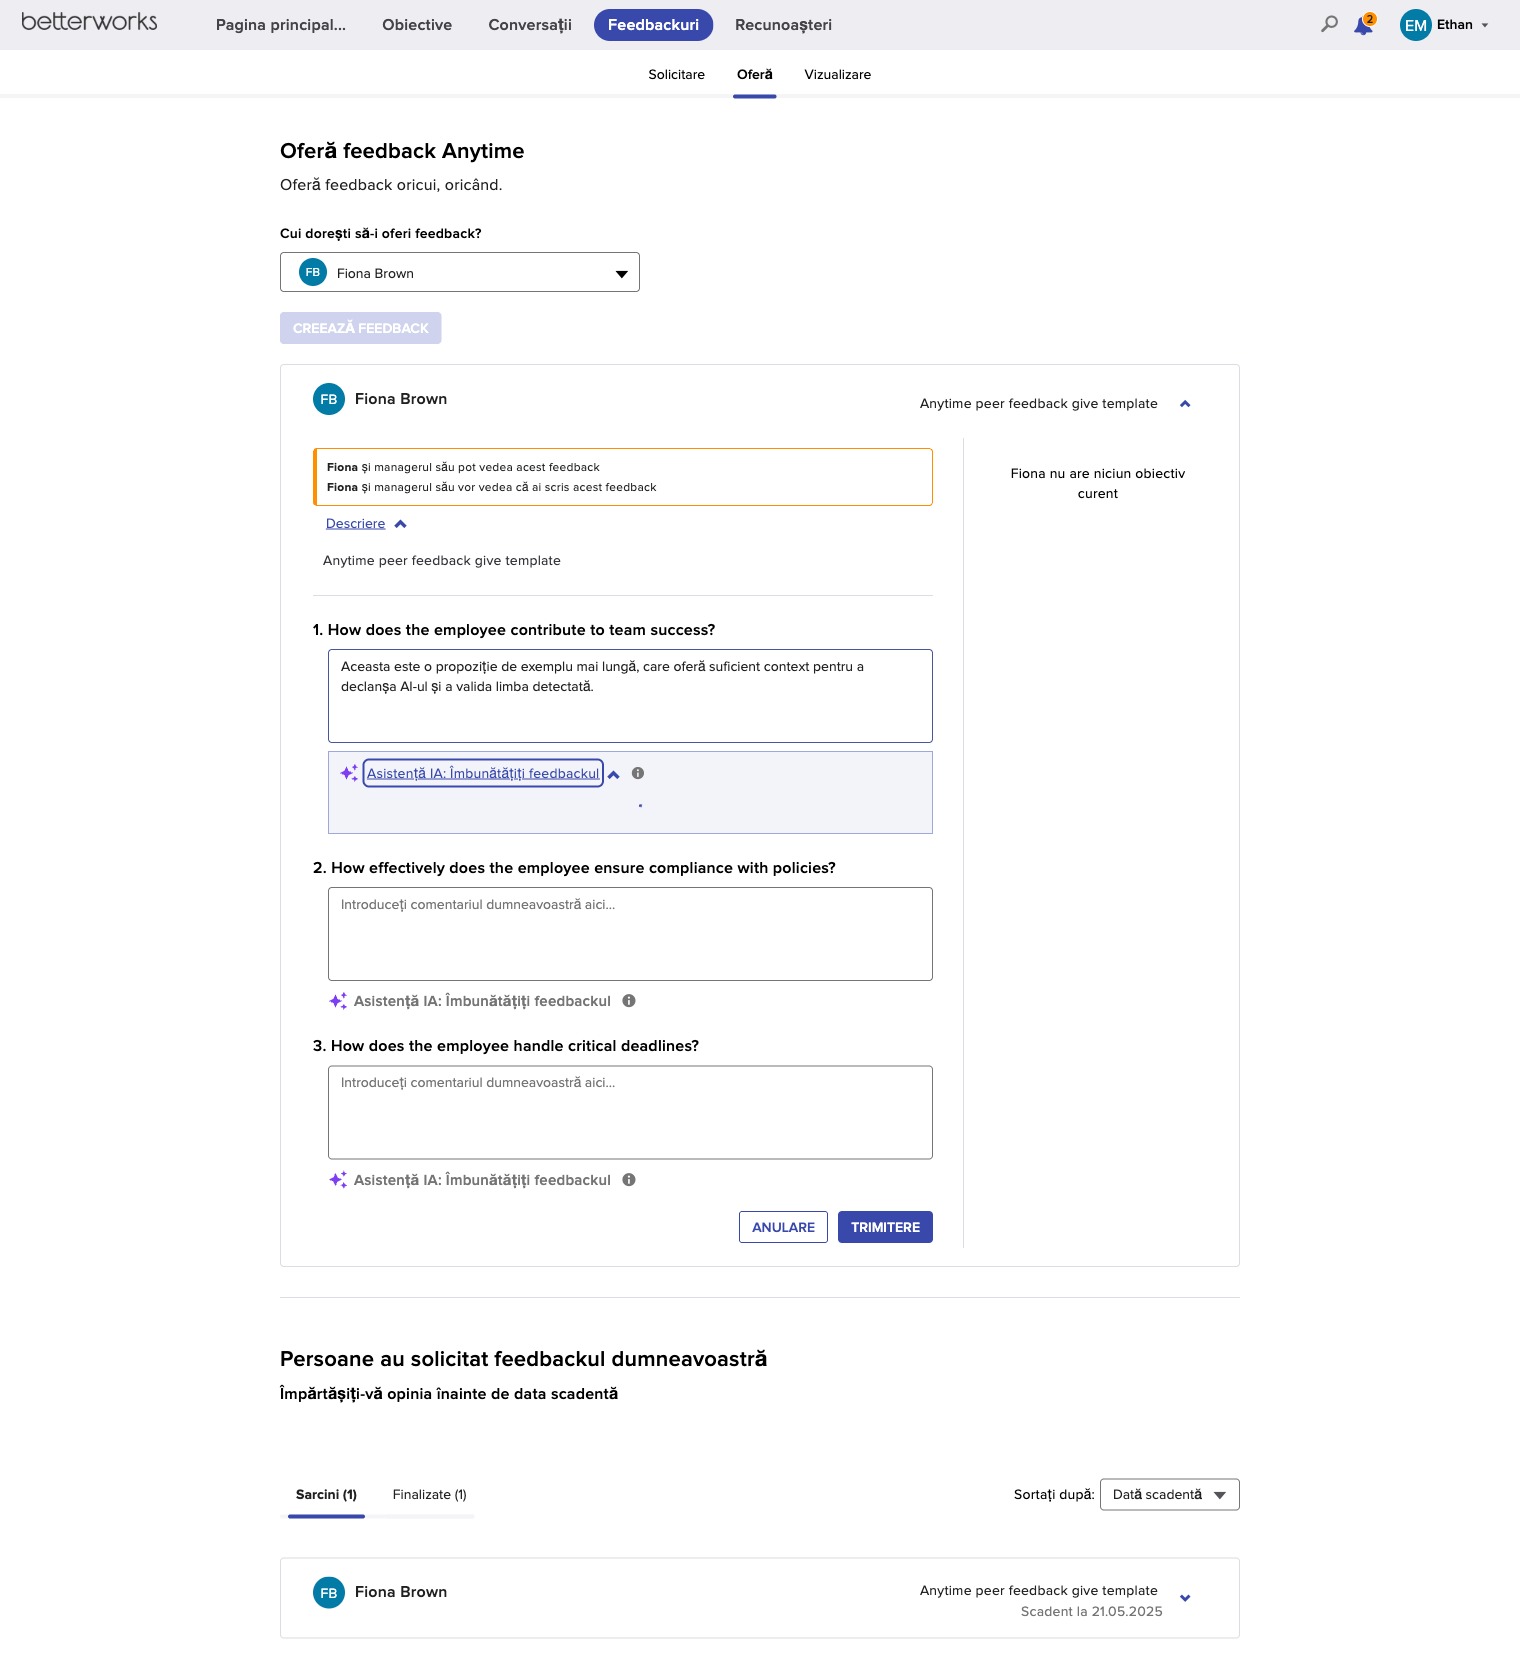 betterworks
Pagina principal...
Obiective
Conversații
Feedbackuri
Recunoașteri
2
EM
Ethan
Solicitare
Oferă
Vizualizare
Oferă feedback Anytime
Oferă feedback oricui, oricând.
Cui dorești să-i oferi feedback?
FB Fiona Brown
CREEAZĂ FEEDBACK
FB Fiona Brown
Anytime peer feedback give template
Fiona și managerul său pot vedea acest feedback
Fiona și managerul său vor vedea că ai scris acest feedback
Fiona nu are niciun obiectiv
curent
Descriere
Anytime peer feedback give template
1. How does the employee contribute to team success?
Aceasta este o propoziție de exemplu mai lungă, care oferă suficient context pentru a
declanșa AI-ul și a valida limba detectată.
Asistență IA: Îmbunătățiți feedbackul
2. How effectively does the employee ensure compliance with policies?
Introduceți comentariul dumneavoastră aici...
Asistență IA: Îmbunătățiți feedbackul
3. How does the employee handle critical deadlines?
Introduceți comentariul dumneavoastră aici...
Asistență IA: Îmbunătățiți feedbackul
ANULARE
TRIMITERE
Persoane au solicitat feedbackul dumneavoastră
Împărtășiți-vă opinia înainte de data scadentă
Sarcini (1)
Finalizate (1)
Sortați după:
Dată scadentă
FB Fiona Brown
Anytime peer feedback give template
Scadent la 21.05.2025